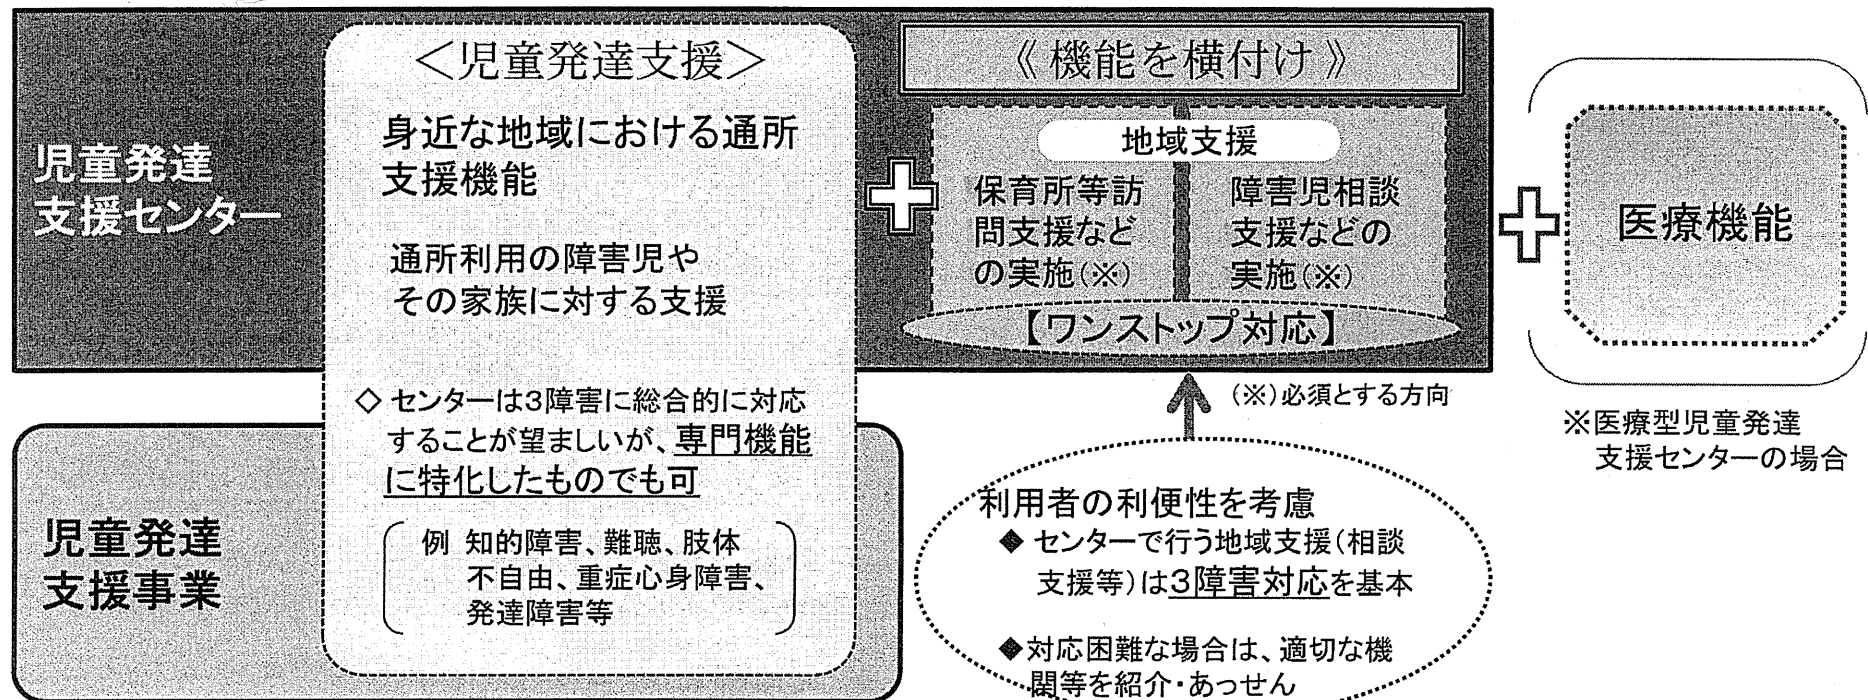 児童発達
支援センター
＜児童発達支援＞
身近な地域における通所
支援機能
通所利用の障害児や
その家族に対する支援
◇ センターは３障害に総合的に対応
することが望ましいが、専門機能
に特化したものでも可
例 知的障害、難聴、肢体
不自由、重症心身障害、
発達障害等
《 機能を横付け 》
地域支援
保育所等訪
問支援など
の実施(※)
障害児相談
支援などの
実施(※)
【ワンストップ対応】
(※)必須とする方向
医療機能
※医療型児童発達
支援センターの場合
児童発達
支援事業
利用者の利便性を考慮
◆ センターで行う地域支援(相談
支援等)は３障害対応を基本
◆対応困難な場合は、適切な機
関等を紹介・あっせん